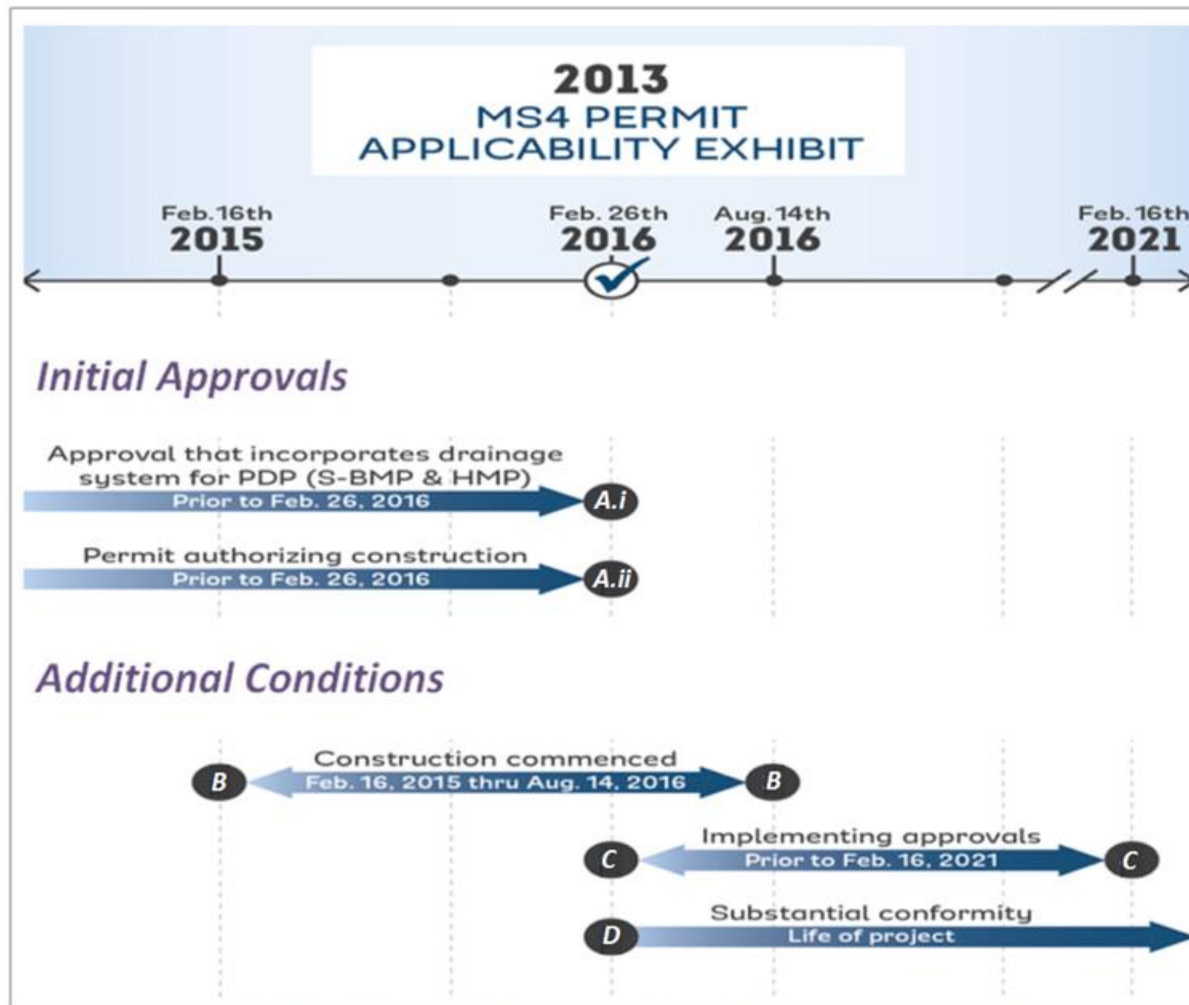 2013
MS4 PERMIT
APPLICABILITY EXHIBIT
Feb.16th
2015
Feb. 26th
2016
Aug. 14th
2016
Feb. 16th
2021
Initial Approvals
Approval that incorporates drainage
system for PDP (S-BMP & HMP)
Prior to Feb. 26, 2016
A.i
Permit authorizing construction
Prior to Feb. 26, 2016
A.ii
Additional Conditions
Construction commenced
B
Feb. 16, 2015 thru Aug. 14, 2016
B
Implementing approvals
C
Prior to Feb. 16, 2021
C
Substantial conformity
D
Life of project